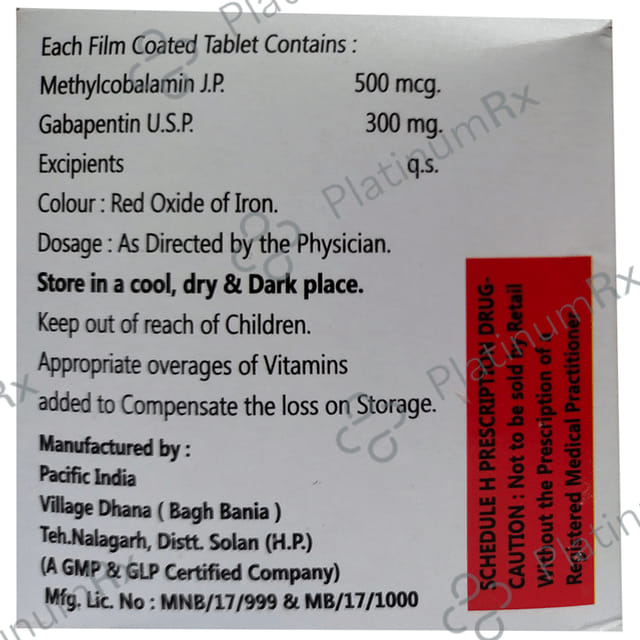 Each Film Coated Tablet Contains :
Methylcobalamin J.P. 500 mcg.
Gabapentin U.S.P. 300 mg.
Excipients q.s.
Colour : Red Oxide of Iron.
Dosage : As Directed by the Physician.
Store in a cool, dry & Dark place.
Keep out of reach of Children.
Appropriate overages of Vitamins
added to Compensate the loss on Storage.
Manufactured by :
Pacific India
Village Dhana ( Bagh Bania )
Teh.Nalagarh, Distt. Solan (H.P.)
(A GMP & GLP Certified Company)
Mfg. Lic. No : MNB/17/999 & MB/17/1000
SCHEDULE H PRESCRIPTION DRUG-
CAUTION : Not to be sold by Retail
Without the Prescription of
Registered Medical Practitioner
PlatinumRx
PlatinumRx
PlatinumRx
PlatinumRx